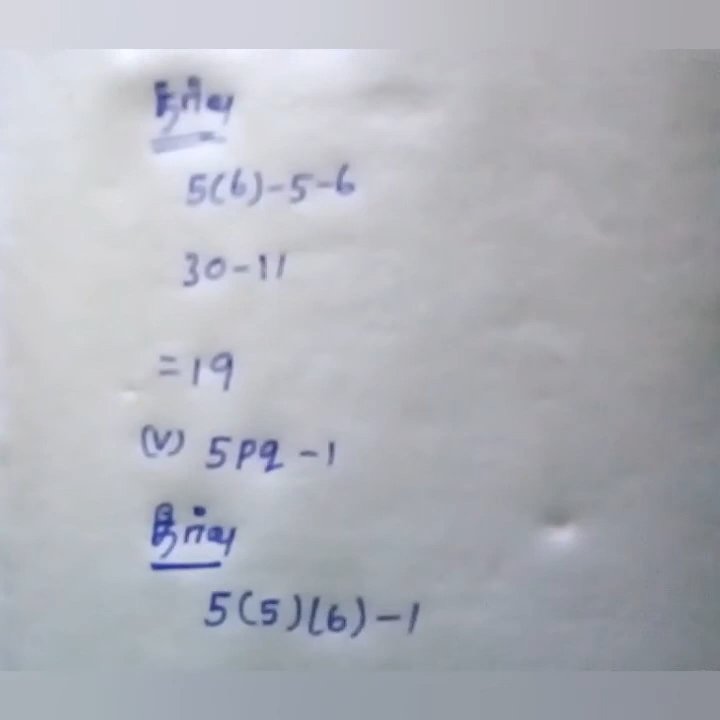 தீர்வு
5(6)-5-6
30-11
=19
(v) 5pq -1
தீர்வு
5(5)(6)-1